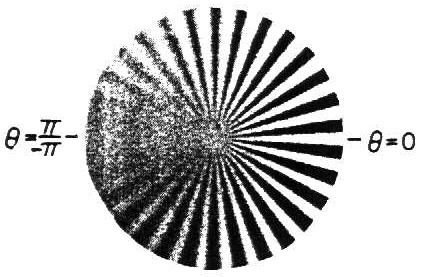 θ = π/-π
θ = 0